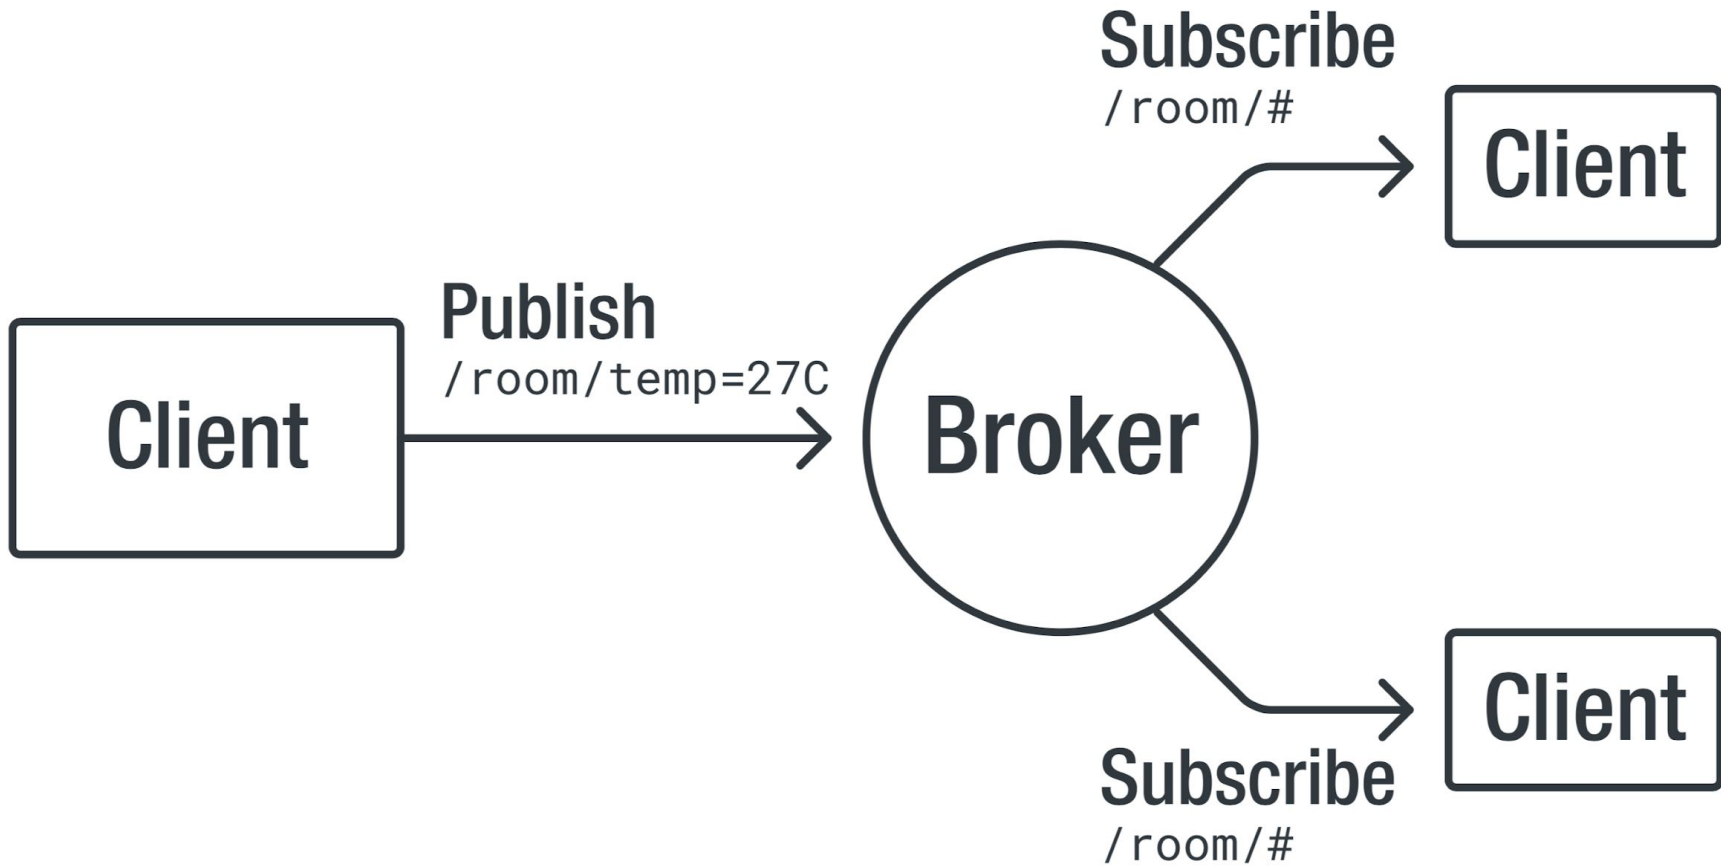 Client
Publish
/room/temp=27C
Broker
Subscribe
/room/#
Client
Client
Subscribe
/room/#